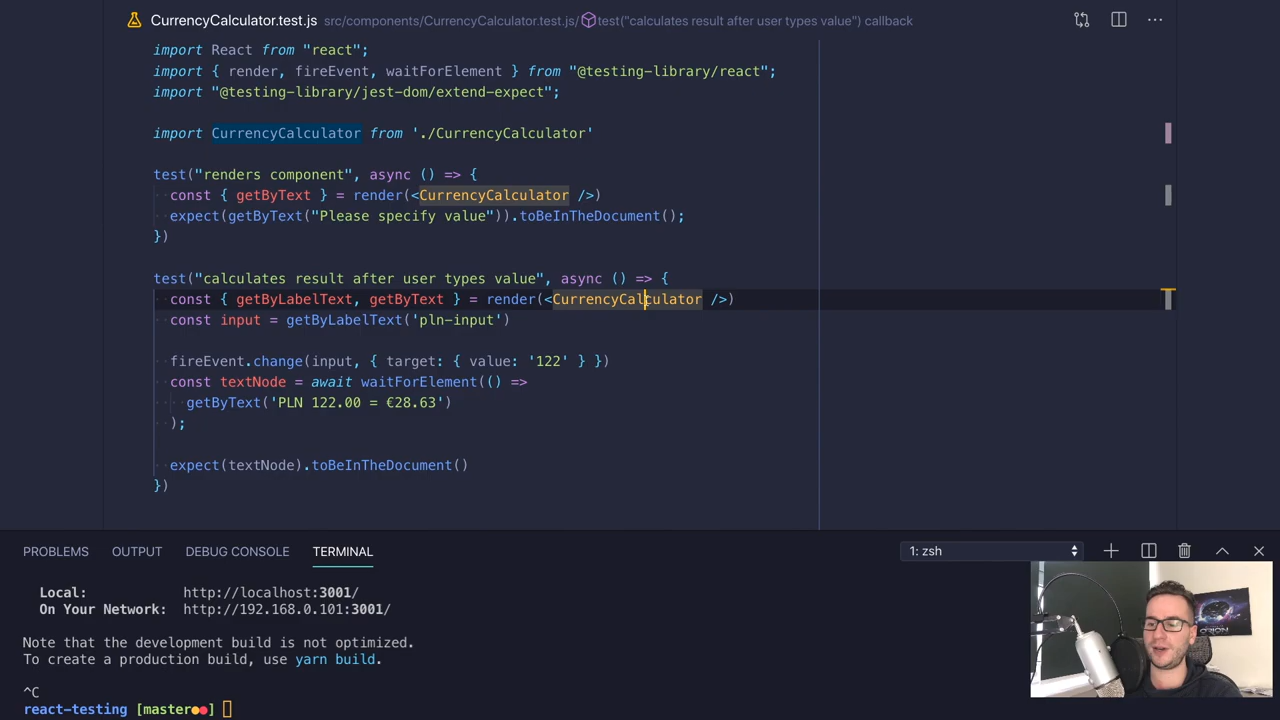 CurrencyCalculator.test.js src/components/CurrencyCalculator.test.js/ test("calculates result after user types value") callback
import React from "react";
import { render, fireEvent, waitForElement } from "@testing-library/react";
import "@testing-library/jest-dom/extend-expect";
import CurrencyCalculator from './CurrencyCalculator'
test("renders component", async () => {
const { getByText } = render(<CurrencyCalculator />)
expect(getByText("Please specify value")).toBeInTheDocument();
})
test("calculates result after user types value", async () => {
const { getByLabelText, getByText } = render(<CurrencyCalculator />)
const input = getByLabelText('pln-input')
fireEvent.change(input, { target: { value: '122' } })
const textNode = await waitForElement(() =>
getByText('PLN 122.00 = €28.63')
);
expect(textNode).toBeInTheDocument()
})
PROBLEMS OUTPUT DEBUG CONSOLE TERMINAL 1: zsh
Local: http://localhost:3001/
On Your Network: http://192.168.0.101:3001/
Note that the development build is not optimized.
To create a production build, use yarn build.
^C
react-testing [master●●]
ORION